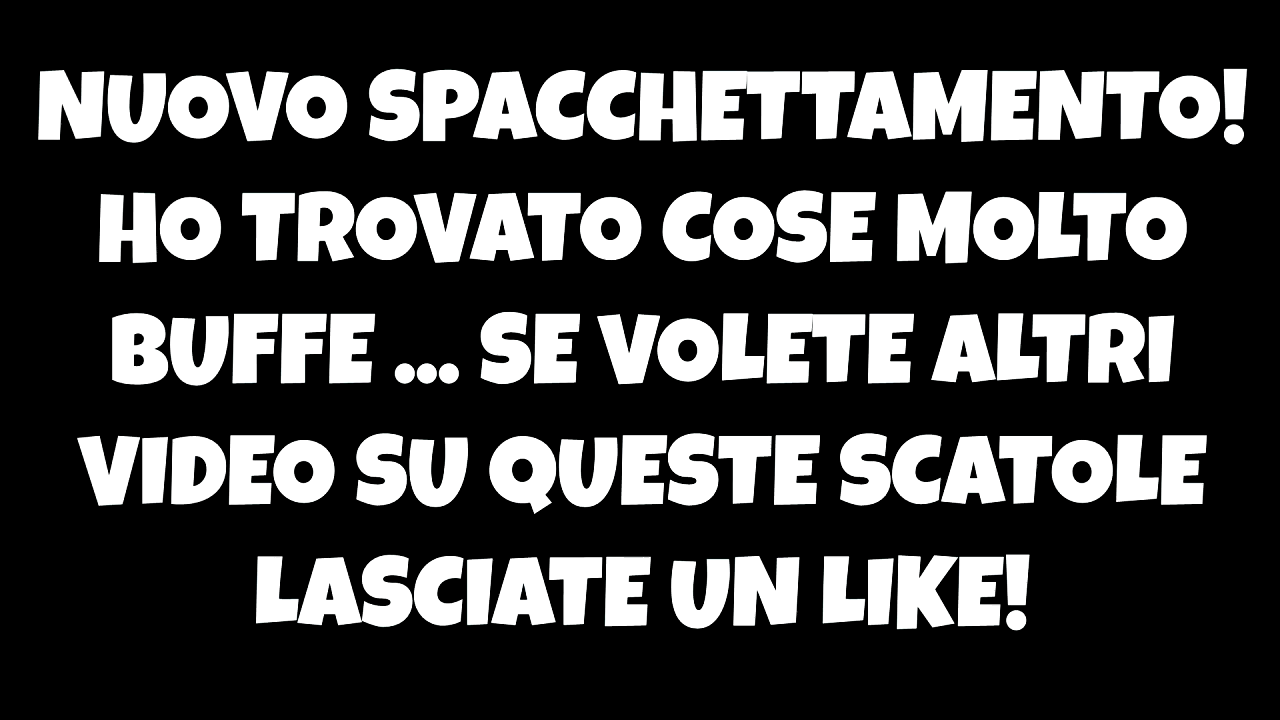 NUOVO SPACCHETTAMENTO!
HO TROVATO COSE MOLTO
BUFFE ... SE VOLETE ALTRI
VIDEO SU QUESTE SCATOLE
LASCIATE UN LIKE!